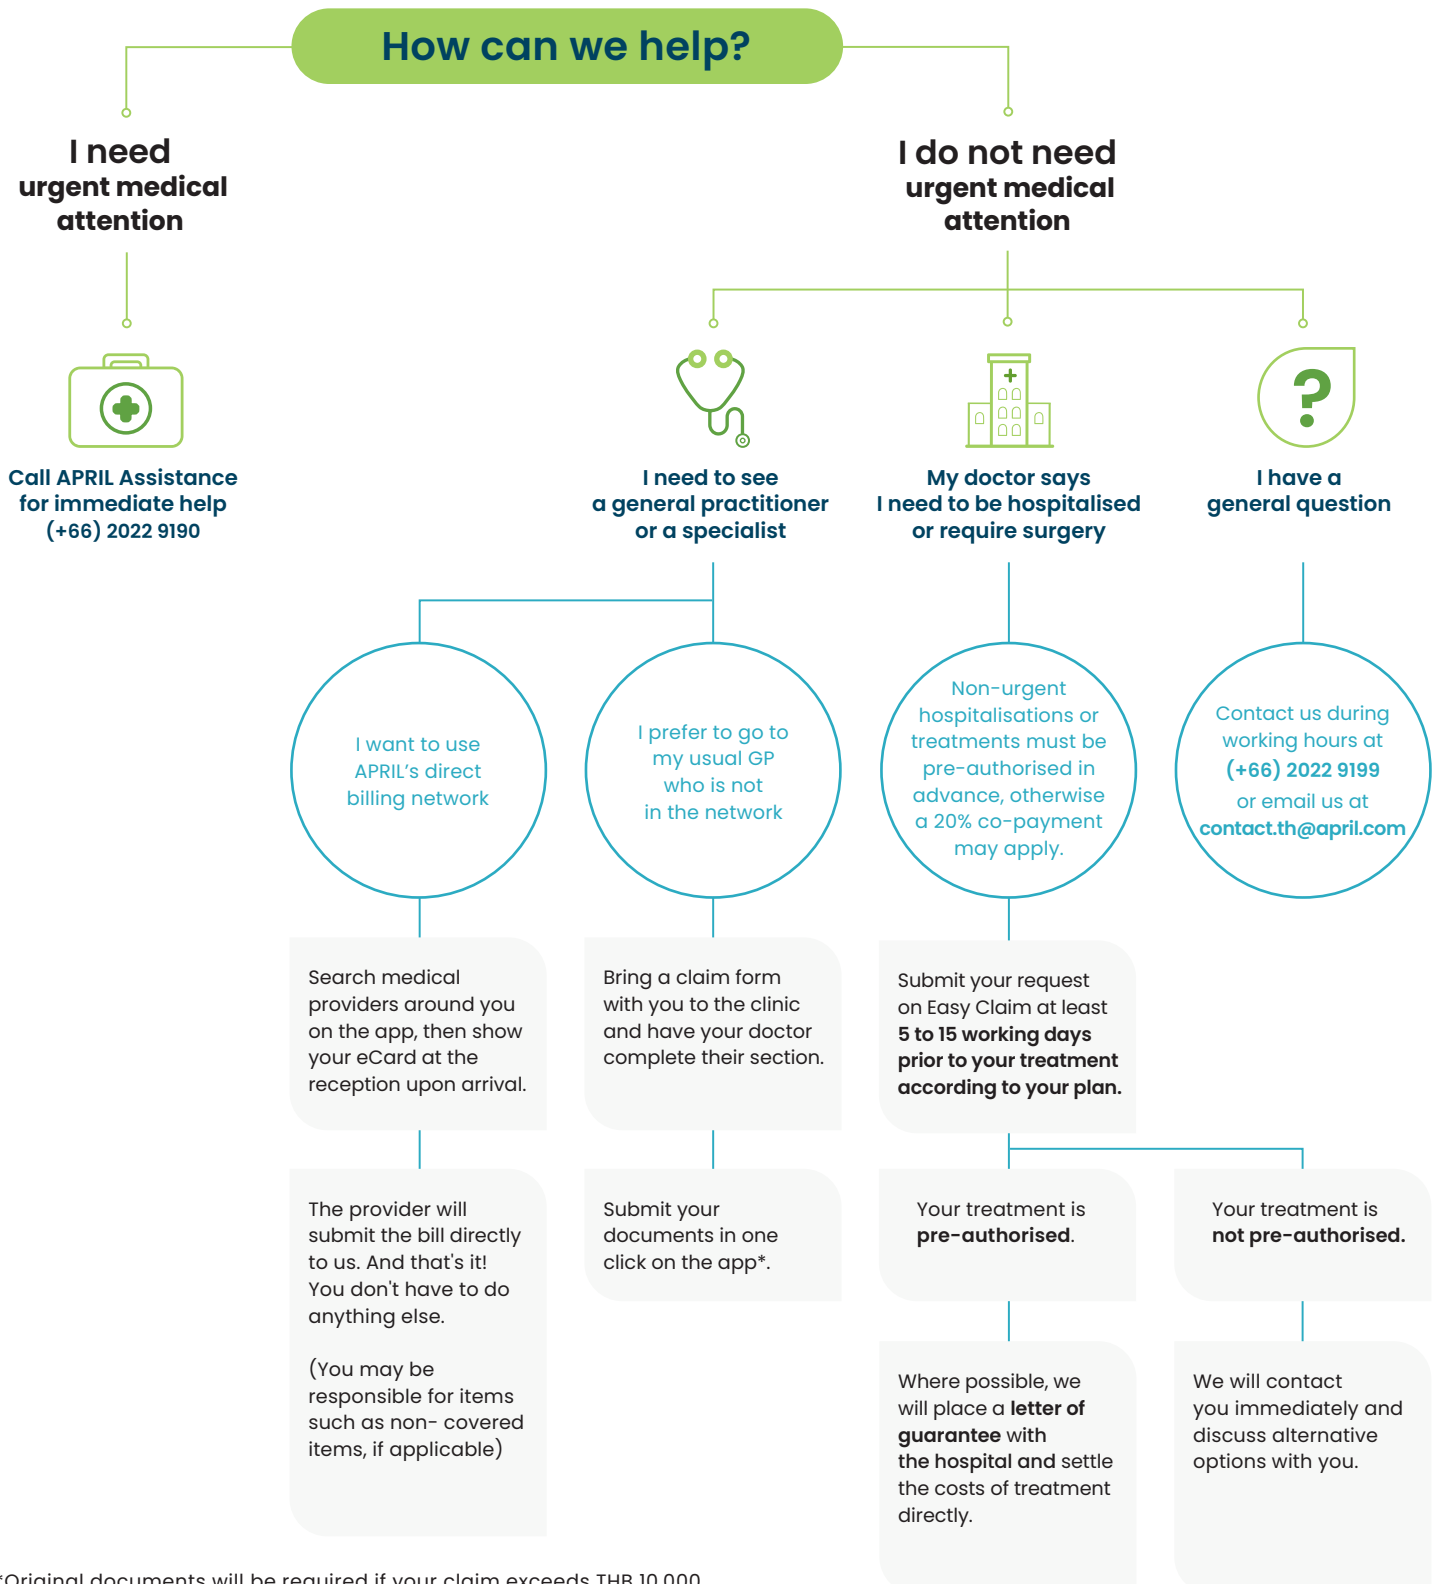 How can we help?
I need
urgent medical
attention
I do not need
urgent medical
attention
Call APRIL Assistance
for immediate help
(+66) 2022 9190
I need to see
a general practitioner
or a specialist
My doctor says
I need to be hospitalised
or require surgery
I have a
general question
I want to use
APRIL's direct
billing network
I prefer to go to
my usual GP
who is not
in the network
Non-urgent
hospitalisations or
treatments must be
pre-authorised in
advance, otherwise
a 20% co-payment
may apply.
Contact us during
working hours at
(+66) 2022 9199
or email us at
contact.th@april.com
Search medical
providers around you
on the app, then show
your eCard at the
reception upon arrival.
Bring a claim form
with you to the clinic
and have your doctor
complete their section.
Submit your request
on Easy Claim at least
5 to 15 working days
prior to your treatment
according to your plan.
The provider will
submit the bill directly
to us. And that's it!
You don't have to do
anything else.
(You may be
responsible for items
such as non- covered
items, if applicable)
Submit your
documents in one
click on the app*.
Your treatment is
pre-authorised.
Your treatment is
not pre-authorised.
Where possible, we
will place a letter of
guarantee with
the hospital and settle
the costs of treatment
directly.
We will contact
you immediately and
discuss alternative
options with you.
*Original documents will be required if your claim exceeds THB 10,000